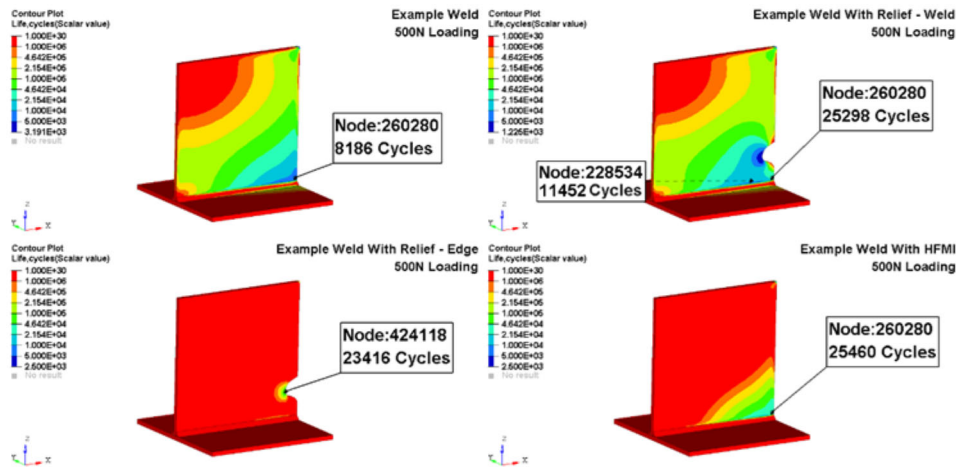 Contour Plot
Life,cycles(Scalar value)
1.000E+30
1.000E+06
4.642E+05
2.154E+05
1.000E+05
4.642E+04
2.154E+04
1.000E+04
5.000E+03
3.191E+03
No result
Example Weld
500N Loading
Node:260280
8186 Cycles
Z
Y
X
Contour Plot
Life,cycles(Scalar value)
1.000E+30
1.000E+06
4.642E+05
2.154E+05
1.000E+05
4.642E+04
2.154E+04
1.000E+04
5.000E+03
1.225E+03
No result
Example Weld With Relief - Weld
500N Loading
Node:260280
25298 Cycles
Node:228534
11452 Cycles
Z
Y
X
Contour Plot
Life,cycles(Scalar value)
1.000E+30
1.000E+06
4.642E+05
2.154E+05
1.000E+05
4.642E+04
2.154E+04
1.000E+04
5.000E+03
2.500E+03
No result
Example Weld With Relief - Edge
500N Loading
Node:424118
23416 Cycles
Z
Y
X
Contour Plot
Life,cycles(Scalar value)
1.000E+30
1.000E+06
4.642E+05
2.154E+05
1.000E+05
4.642E+04
2.154E+04
1.000E+04
5.000E+03
2.500E+03
No result
Example Weld With HFMI
500N Loading
Node:260280
25460 Cycles
Z
Y
X